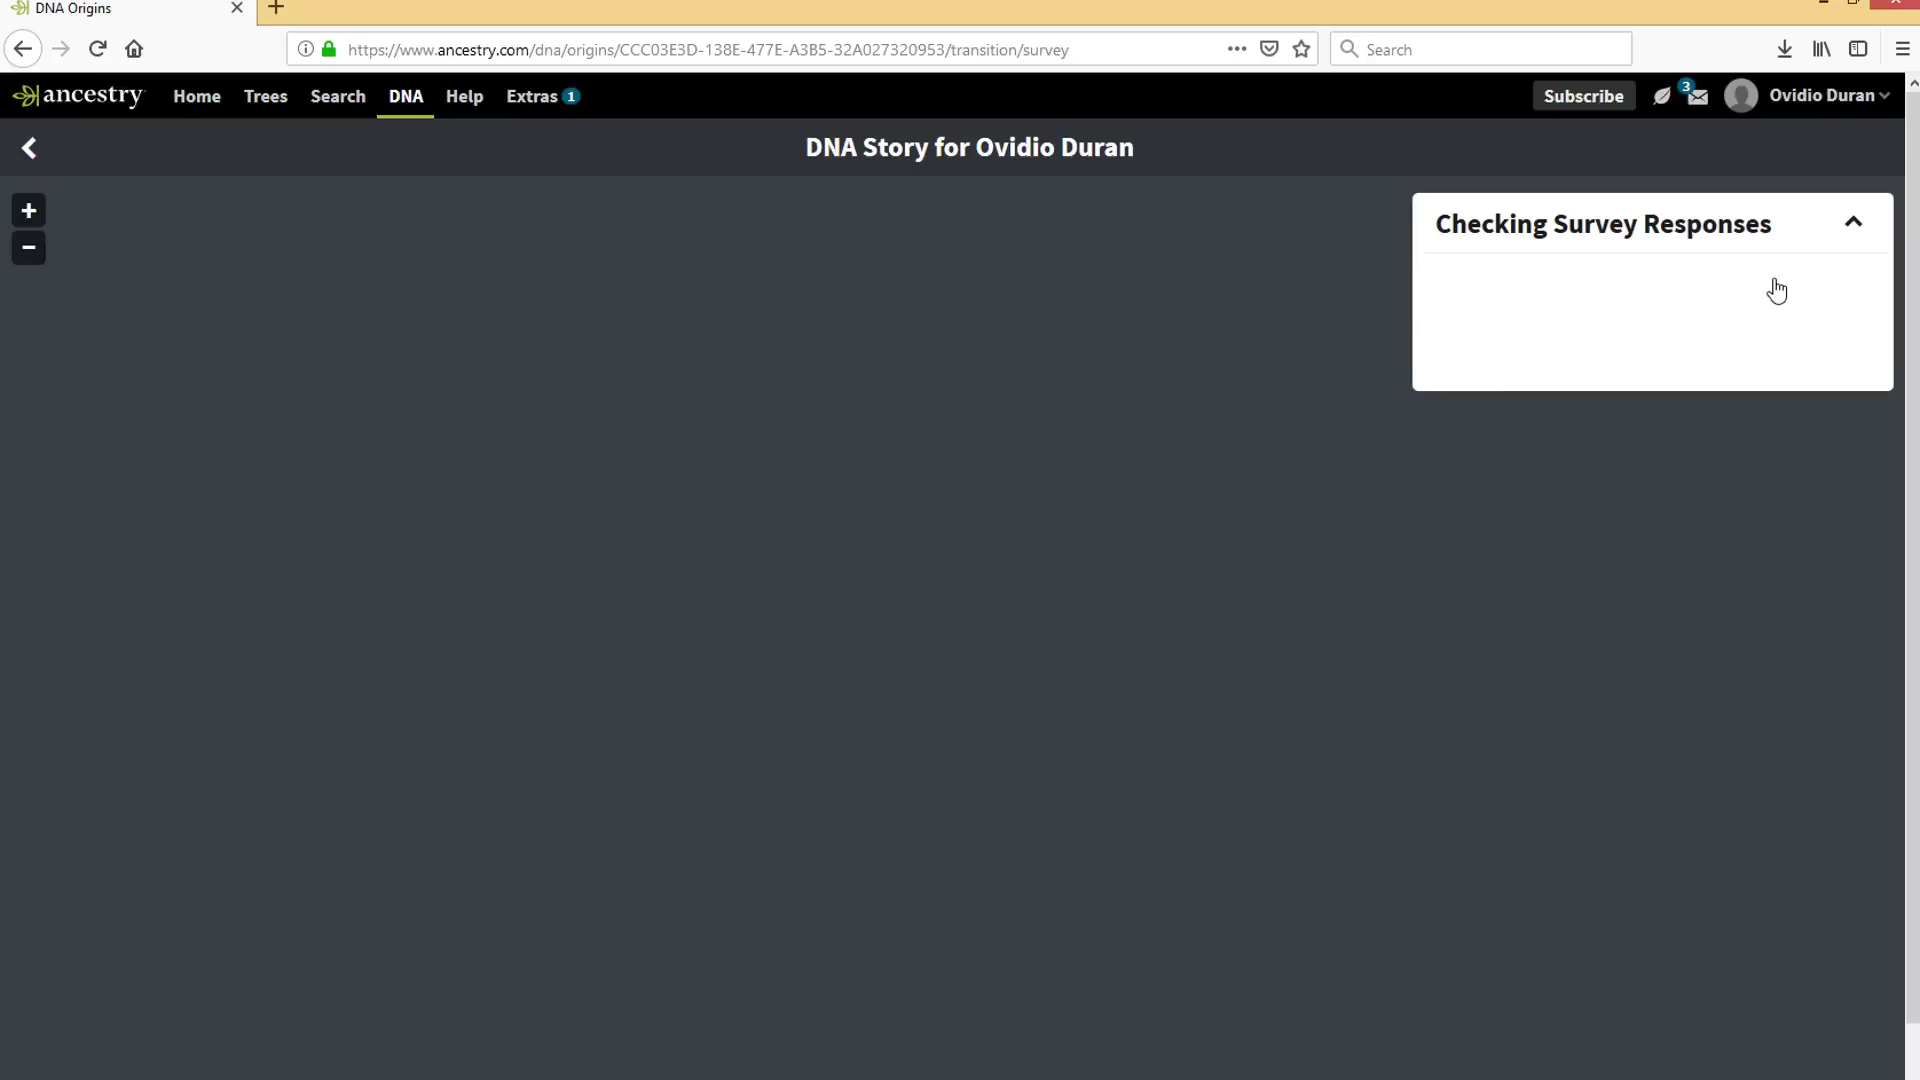 DNA Origins
https://www.ancestry.com/dna/origins/CCC03E3D-138E-477E-A3B5-32A027320953/transition/survey
Search
ancestry Home Trees Search DNA Help Extras 1 Subscribe 3 Ovidio Duran
DNA Story for Ovidio Duran
Checking Survey Responses